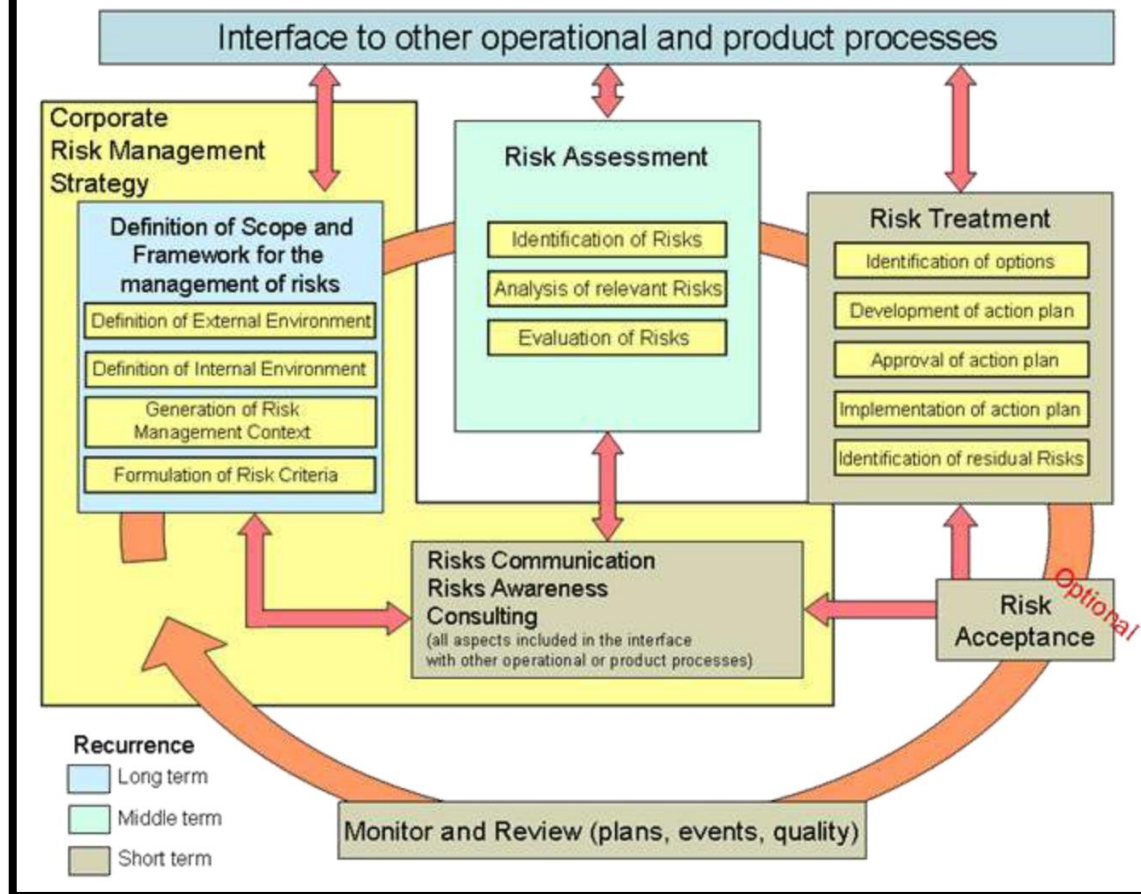 Interface to other operational and product processes
Corporate
Risk Management
Strategy
Definition of Scope and
Framework for the
management of risks
Definition of External Environment
Definition of Internal Environment
Generation of Risk
Management Context
Formulation of Risk Criteria
Risk Assessment
Identification of Risks
Analysis of relevant Risks
Evaluation of Risks
Risk Treatment
Identification of options
Development of action plan
Approval of action plan
Implementation of action plan
Identification of residual Risks
Risks Communication
Risks Awareness
Consulting
(all aspects included in the interface
with other operational or product processes)
Risk
Acceptance
Optional
Recurrence
Long term
Middle term
Short term
Monitor and Review (plans, events, quality)